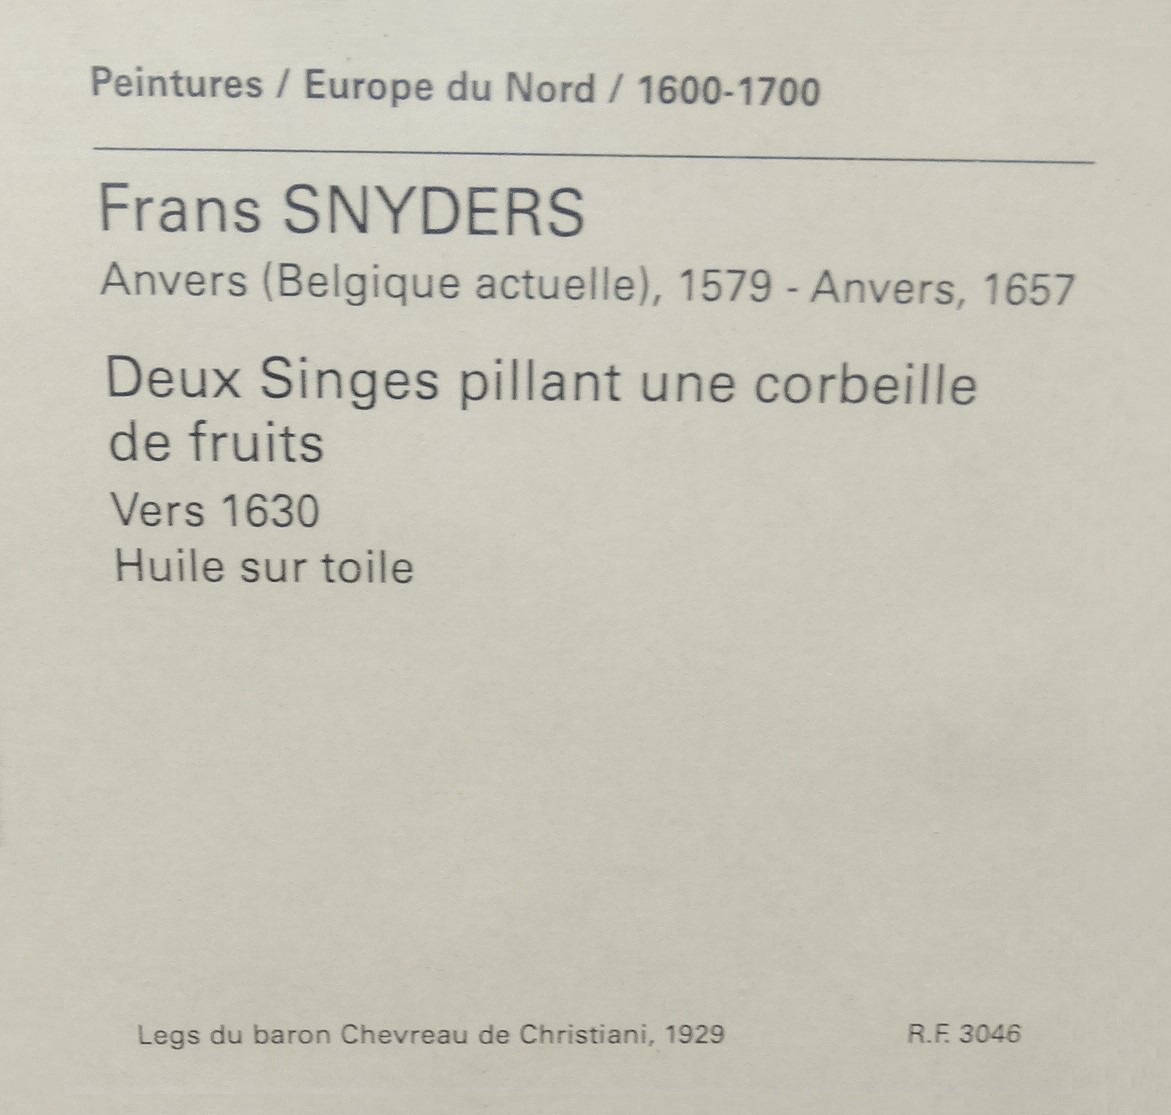 Peintures / Europe du Nord / 1600-1700
Frans SNYDERS
Anvers (Belgique actuelle), 1579 - Anvers, 1657
Deux Singes pillant une corbeille
de fruits
Vers 1630
Huile sur toile
Legs du baron Chevreau de Christiani, 1929 R.F. 3046